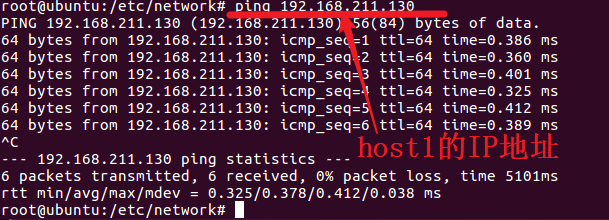 root@ubuntu:/etc/network# ping 192.168.211.130
PING 192.168.211.130 (192.168.211.130) 56(84) bytes of data.
64 bytes from 192.168.211.130: icmp_seq=1 ttl=64 time=0.386 ms
64 bytes from 192.168.211.130: icmp_seq=2 ttl=64 time=0.360 ms
64 bytes from 192.168.211.130: icmp_seq=3 ttl=64 time=0.401 ms
64 bytes from 192.168.211.130: icmp_seq=4 ttl=64 time=0.325 ms
64 bytes from 192.168.211.130: icmp_seq=5 ttl=64 time=0.412 ms
64 bytes from 192.168.211.130: icmp_seq=6 ttl=64 time=0.389 ms
^C
host1的IP地址
--- 192.168.211.130 ping statistics ---
6 packets transmitted, 6 received, 0% packet loss, time 5101ms
rtt min/avg/max/mdev = 0.325/0.378/0.412/0.038 ms
root@ubuntu:/etc/network#